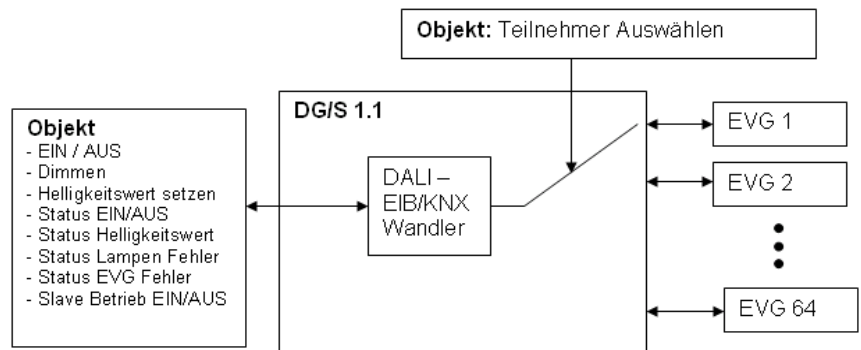 Objekt: Teilnehmer Auswählen
DG/S 1.1
Objekt
- EIN / AUS
- Dimmen
- Helligkeitswert setzen
- Status EIN/AUS
- Status Helligkeitswert
- Status Lampen Fehler
- Status EVG Fehler
- Slave Betrieb EIN/AUS
DALI –
EIB/KNX
Wandler
EVG 1
EVG 2
EVG 64